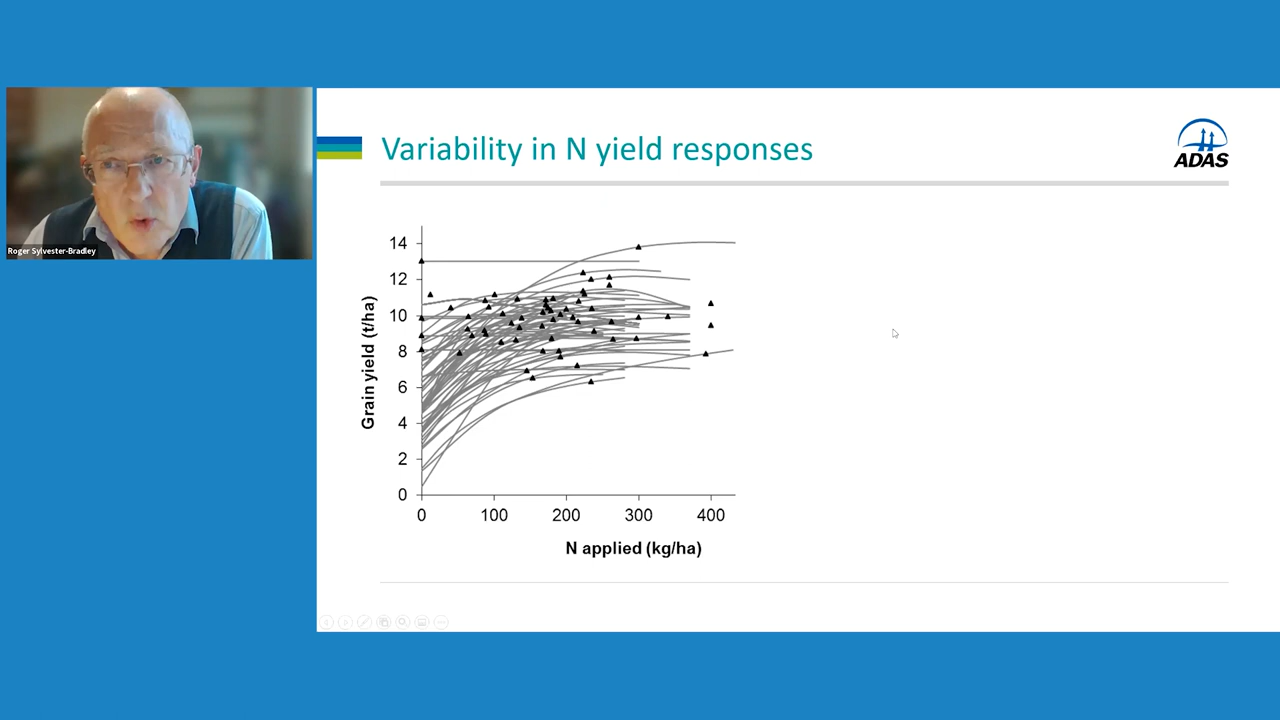 Variability in N yield responses
ADAS
Roger Sylvester-Bradley
14
12
10
8
6
4
2
0
Grain yield (t/ha)
0 100 200 300 400
N applied (kg/ha)